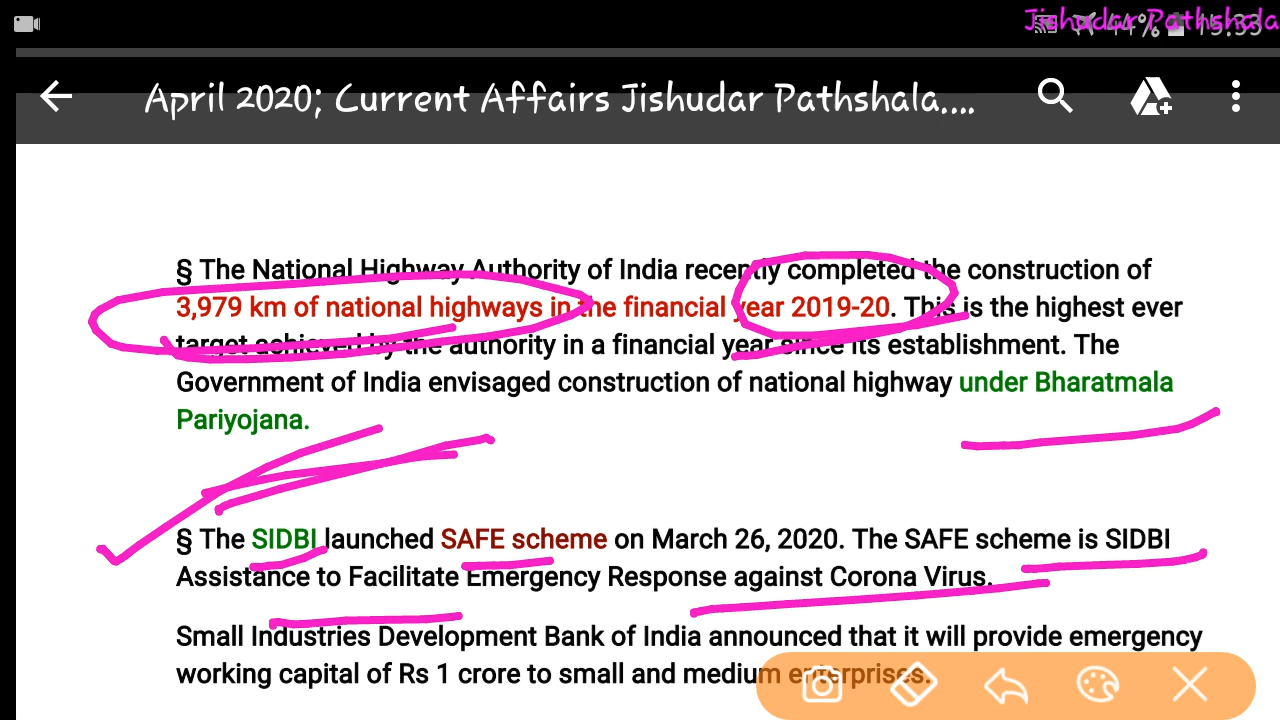 Jishudar Pathshala
44% 15:33
April 2020; Current Affairs Jishudar Pathshala....
§ The National Highway Authority of India recently completed the construction of
3,979 km of national highways in the financial year 2019-20. This is the highest ever
target achieved by the authority in a financial year since its establishment. The
Government of India envisaged construction of national highway under Bharatmala
Pariyojana.
§ The SIDBI launched SAFE scheme on March 26, 2020. The SAFE scheme is SIDBI
Assistance to Facilitate Emergency Response against Corona Virus.
Small Industries Development Bank of India announced that it will provide emergency
working capital of Rs 1 crore to small and medium enterprises.